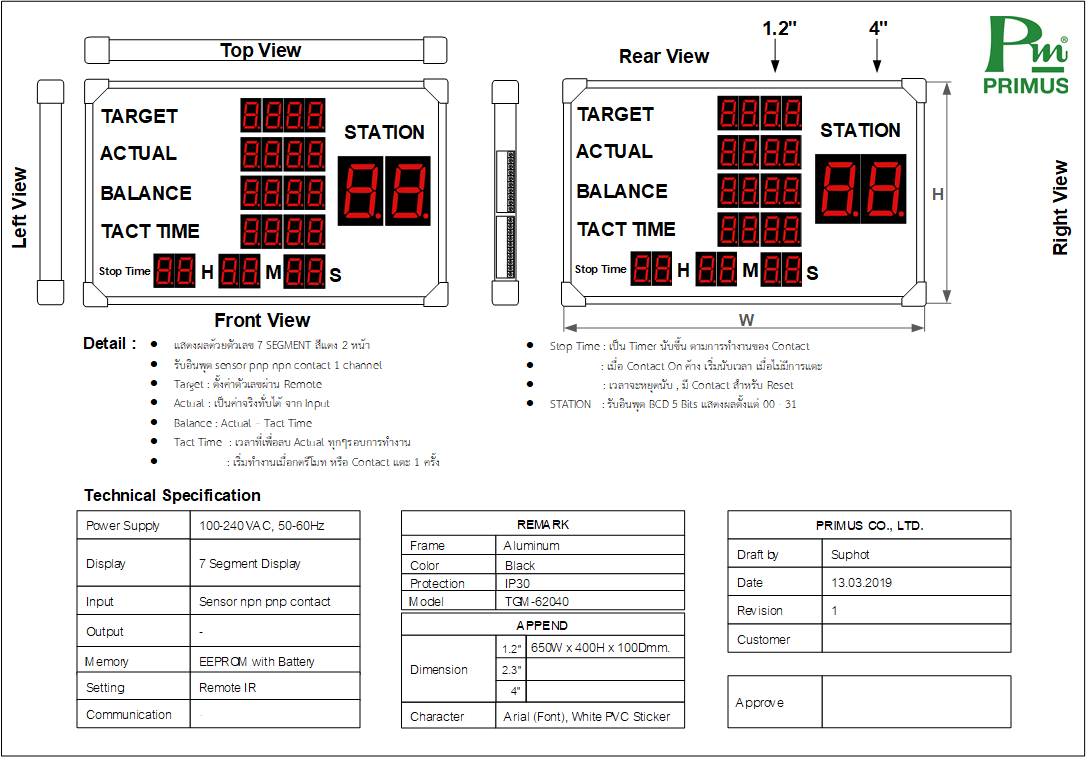 Top View
1.2"
4"
Rear View
Pm®
PRIMUS
TARGET
ACTUAL
BALANCE
TACT TIME
STATION
Stop Time H M S
TARGET
ACTUAL
BALANCE
TACT TIME
STATION
Stop Time H M S
Left View
Right View
H
W
Front View
Detail :
• แสดงผลด้วยตัวเลข 7 SEGMENT สีแดง 2 หน้า
• รับอินพุต sensor pnp npn contact 1 channel
• Target : ตั้งค่าตัวเลขผ่าน Remote
• Actual : เป็นค่าจริงที่นับได้ จาก Input
• Balance : Actual - Tact Time
• Tact Time : เวลาที่เพื่อลบ Actual ทุกๆรอบการทำงาน
• : เริ่มทำงานเมื่อกดรีโมท หรือ Contact แตะ 1 ครั้ง
• Stop Time : เป็น Timer นับขึ้น ตามการทำงานของ Contact
• : เมื่อ Contact On ค้าง เริ่มนับเวลา เมื่อไม่มีการแตะ
• : เวลาจะหยุดนับ , มี Contact สำหรับ Reset
• STATION : รับอินพุต BCD 5 Bits แสดงผลตั้งแต่ 00 - 31
Technical Specification
Power Supply 100-240VAC, 50-60Hz
Display 7 Segment Display
Input Sensor npn pnp contact
Output -
Memory EEPROM with Battery
Setting Remote IR
Communication -
REMARK
Frame Aluminum
Color Black
Protection IP30
Model TGM-62040
APPEND
Dimension
1.2" 650W x 400H x 100Dmm.
2.3"
4"
Character Arial (Font), White PVC Sticker
PRIMUS CO., LTD.
Draft by Suphot
Date 13.03.2019
Revision 1
Customer
Approve